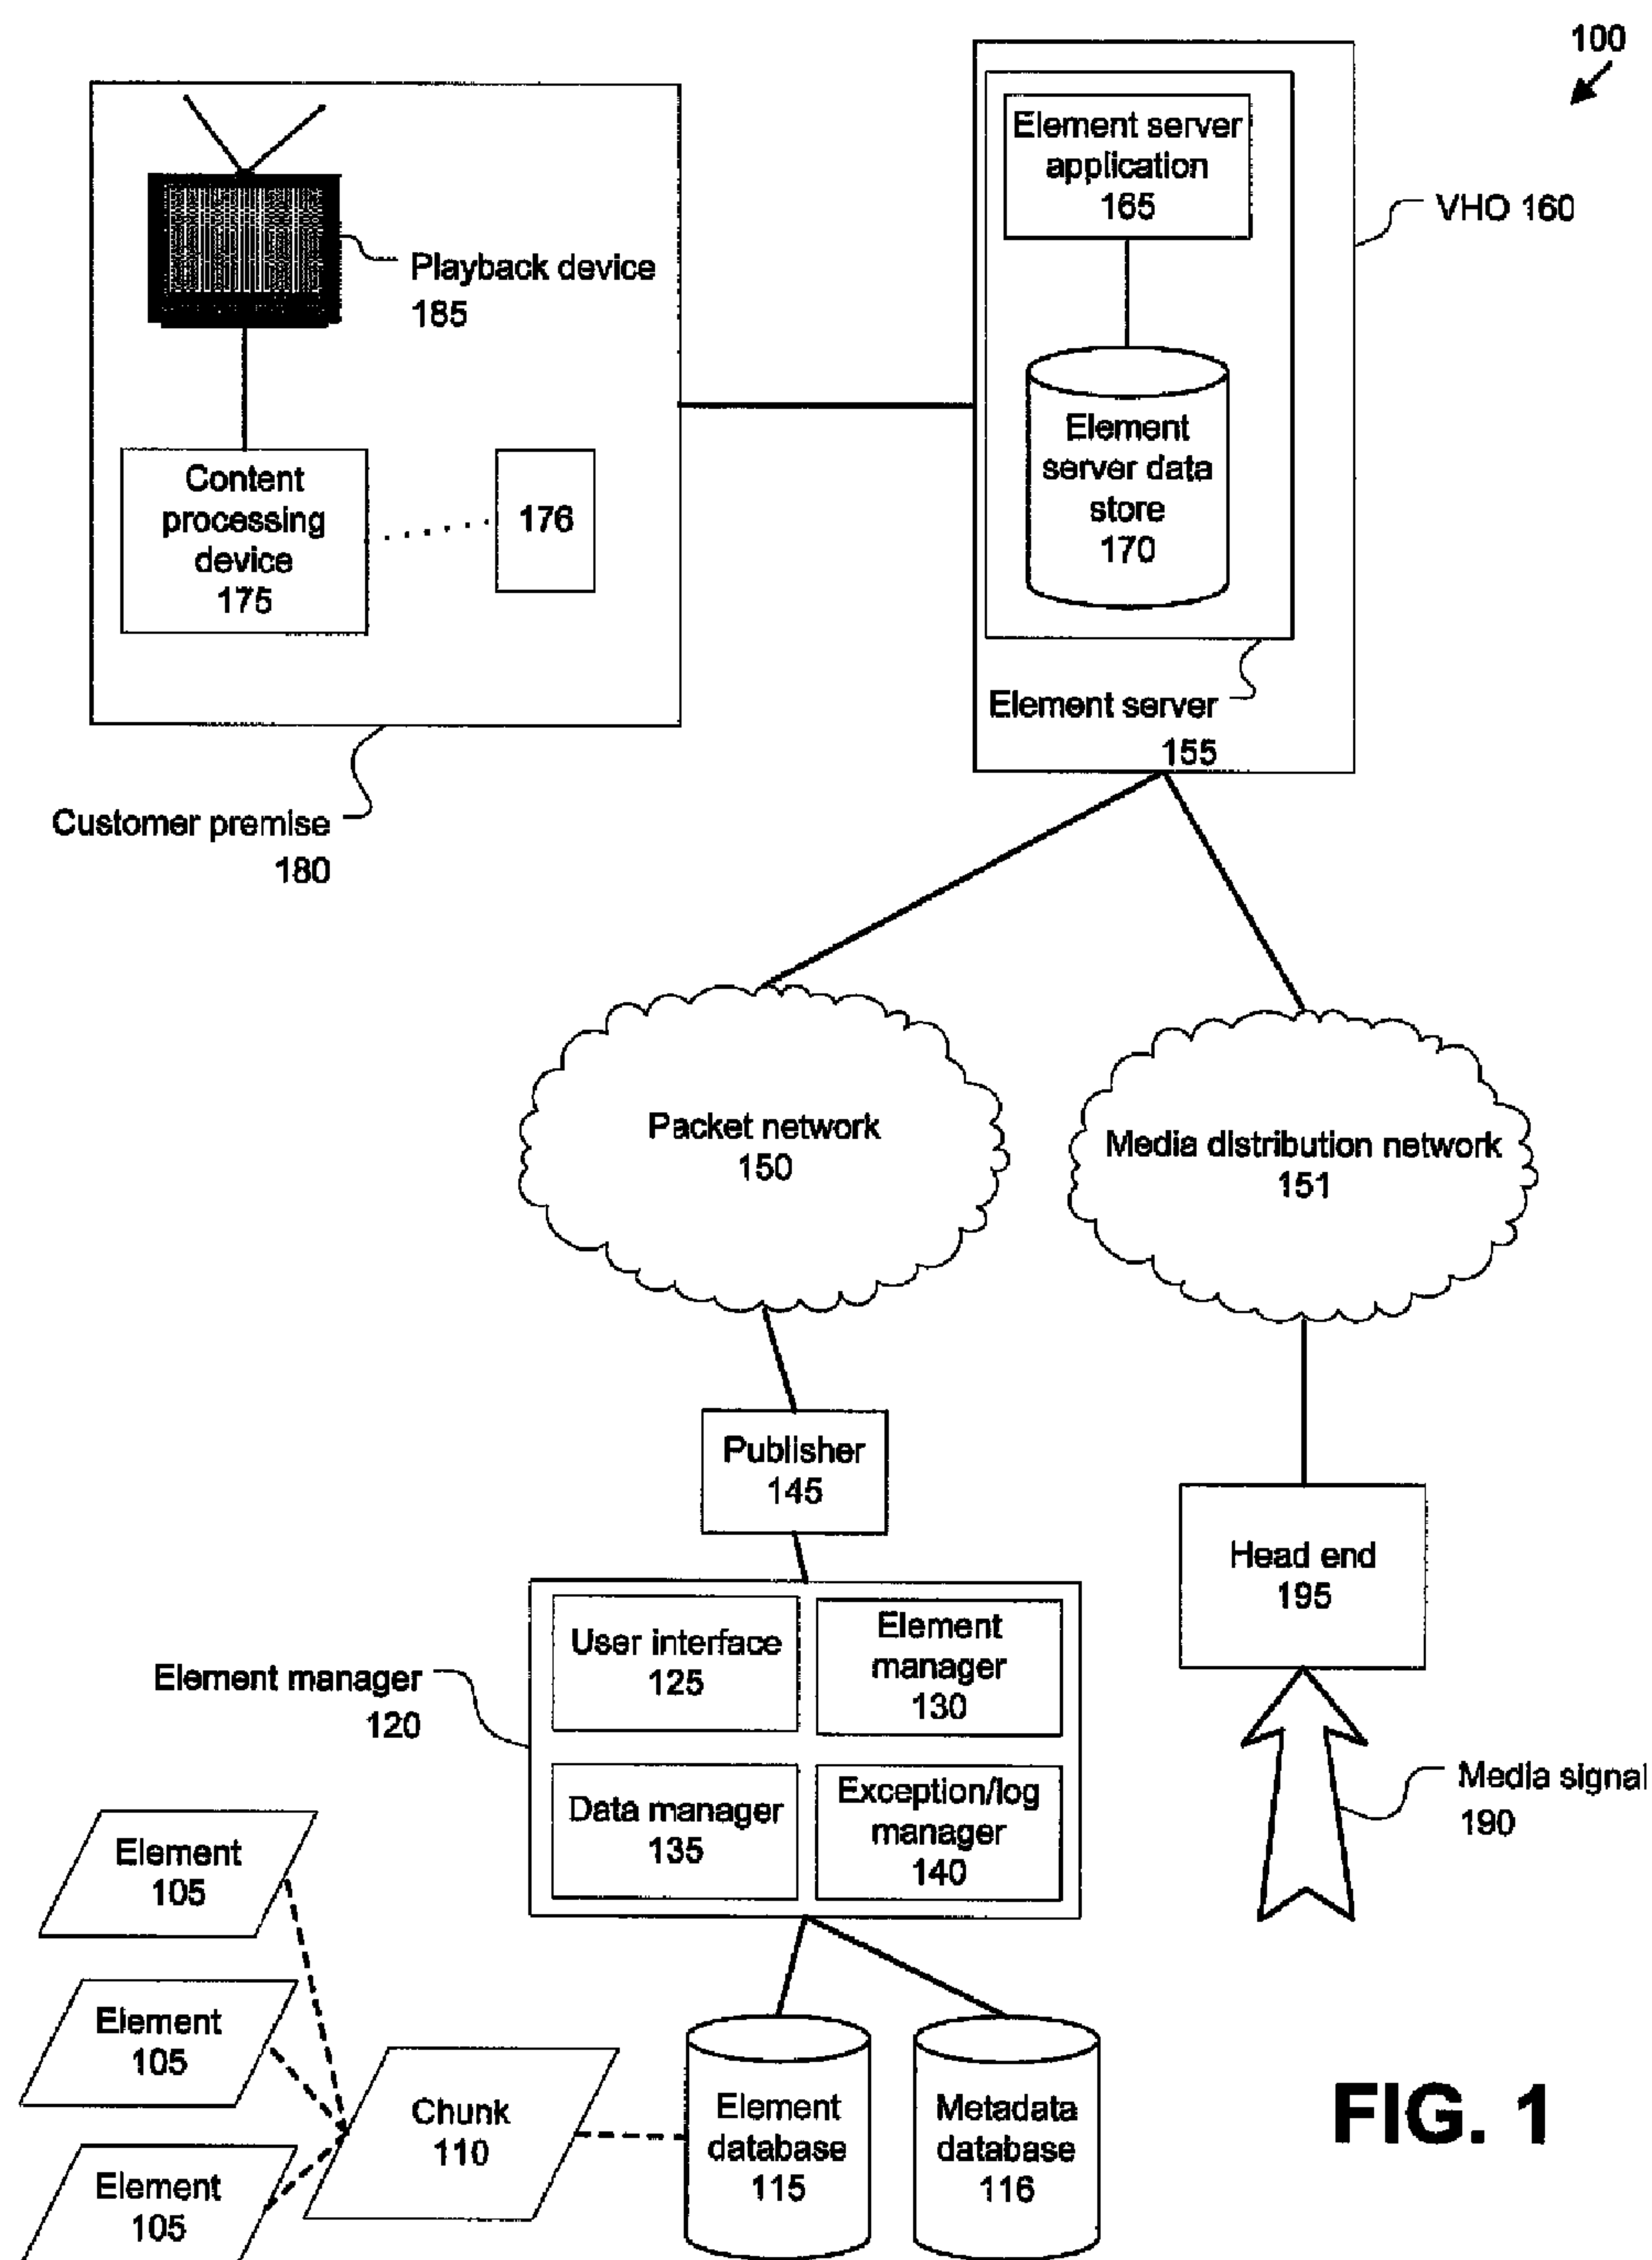 100
Element server
application
165
VHO 160
Playback device
185
Element
server data
store
170
Content
processing
device
175
176
Element server
155
Customer premise
180
Packet network
150
Media distribution network
151
Publisher
145
Head end
195
User interface
125
Element
manager
130
Element manager
120
Data manager
135
Exception/log
manager
140
Media signal
190
Element
105
Element
105
Element
105
Chunk
110
Element
database
115
Metadata
database
116
FIG. 1